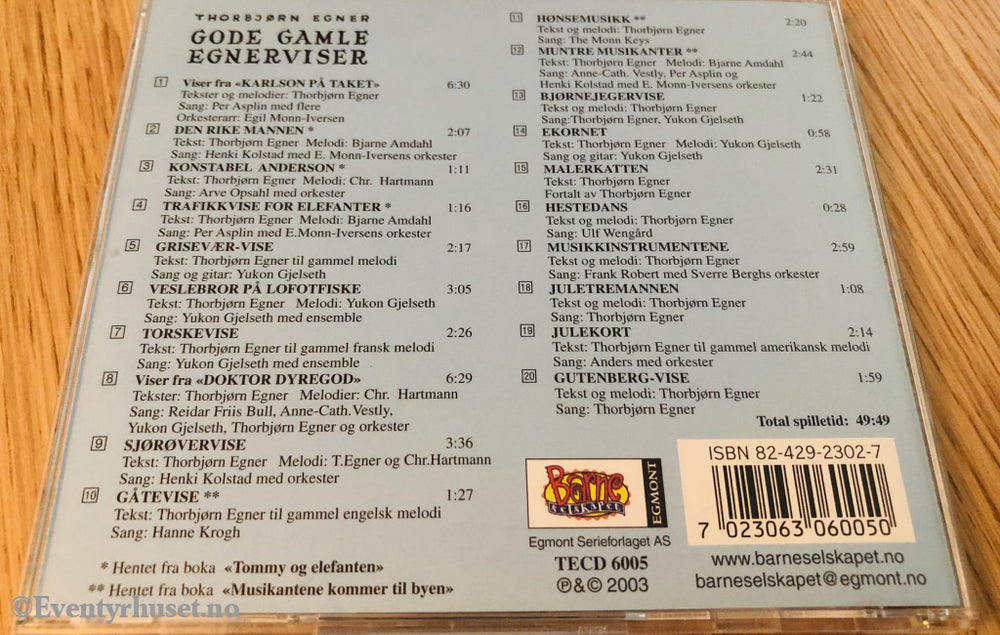 THORBJØRN EGNER
GODE GAMLE
EGNERVISER
1 Viser fra «KARLSON PÅ TAKET» 6:30
Tekster og melodier: Thorbjørn Egner
Sang: Per Asplin med flere
Orkesterarr: Egil Monn-Iversen
2 DEN RIKE MANNEN * 2:07
Tekst: Thorbjørn Egner Melodi: Bjarne Amdahl
Sang: Henki Kolstad med E. Monn-Iversens orkester
3 KONSTABEL ANDERSON * 1:11
Tekst: Thorbjørn Egner Melodi: Chr. Hartmann
Sang: Arve Opsahl med orkester
4 TRAFIKKVISE FOR ELEFANTER * 1:16
Tekst: Thorbjørn Egner Melodi: Bjarne Amdahl
Sang: Per Asplin med E.Monn-Iversens orkester
5 GRISEVÆR-VISE 2:17
Tekst: Thorbjørn Egner til gammel melodi
Sang og gitar: Yukon Gjelseth
6 VESLEBROR PÅ LOFOTFISKE 3:05
Tekst: Thorbjørn Egner Melodi: Yukon Gjelseth
Sang: Yukon Gjelseth med ensemble
7 TORSKEVISE 2:26
Tekst: Thorbjørn Egner til gammel fransk melodi
Sang: Yukon Gjelseth med ensemble
8 Viser fra «DOKTOR DYREGOD» 6:29
Tekster: Thorbjørn Egner Melodier: Chr. Hartmann
Sang: Reidar Friis Bull, Anne-Cath. Vestly,
Yukon Gjelseth, Thorbjørn Egner og orkester
9 SJØRØVERVISE 3:36
Tekst: Thorbjørn Egner Melodi: T.Egner og Chr.Hartmann
Sang: Henki Kolstad med orkester
10 GÅTEVISE ** 1:27
Tekst: Thorbjørn Egner til gammel engelsk melodi
Sang: Hanne Krogh
* Hentet fra boka «Tommy og elefanten»
** Hentet fra boka «Musikantene kommer til byen»
11 HØNSEMUSIKK ** 2:20
Tekst og melodi: Thorbjørn Egner
Sang: The Monn Keys
12 MUNTRE MUSIKANTER ** 2:44
Tekst: Thorbjørn Egner Melodi: Bjarne Amdahl
Sang: Anne-Cath. Vestly, Per Asplin og
Henki Kolstad med E. Monn-Iversens orkester
13 BJØRNEJEGERVISE 1:22
Tekst og melodi: Thorbjørn Egner
Sang:Thorbjørn Egner, Yukon Gjelseth
14 EKORNET 0:58
Tekst: Thorbjørn Egner Melodi: Yukon Gjelseth
Sang og gitar: Yukon Gjelseth
15 MALERKATTEN 2:31
Tekst: Thorbjørn Egner
Fortalt av Thorbjørn Egner
16 HESTEDANS 0:28
Tekst og melodi: Thorbjørn Egner
Sang: Ulf Wengård
17 MUSIKKINSTRUMENTENE 2:59
Tekst og melodi: Thorbjørn Egner
Sang: Frank Robert med Sverre Berghs orkester
18 JULETREMANNEN 1:08
Tekst og melodi: Thorbjørn Egner
Sang: Thorbjørn Egner
19 JULEKORT 2:14
Tekst: Thorbjørn Egner til gammel amerikansk melodi
Sang: Anders med orkester
20 GUTENBERG-VISE 1:59
Tekst og melodi: Thorbjørn Egner
Sang: Thorbjørn Egner
Total spilletid: 49:49
Barne
selskapet
EGMONT
Egmont Serieforlaget AS
TECD 6005
℗&© 2003
ISBN 82-429-2302-7
7 023063 060050
www.barneselskapet.no
barneselskapet@egmont.no
©Eventyrhuset.no